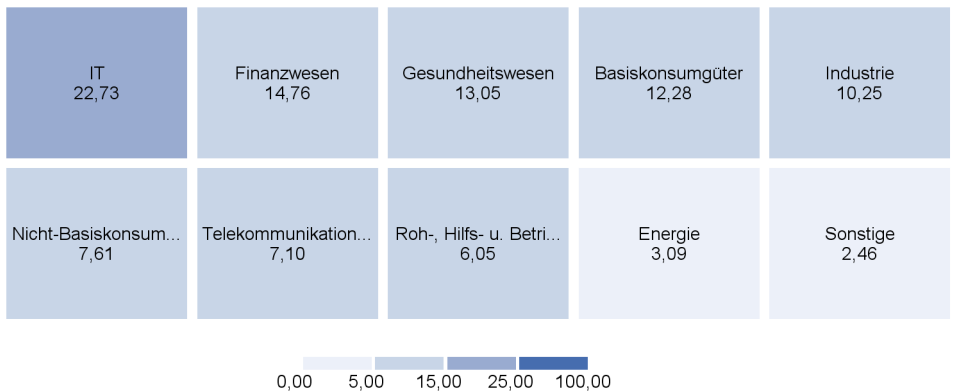 IT
22,73
Finanzwesen
14,76
Gesundheitswesen
13,05
Basiskonsumgüter
12,28
Industrie
10,25
Nicht-Basiskonsum...
7,61
Telekommunikation...
7,10
Roh-, Hilfs- u. Betri...
6,05
Energie
3,09
Sonstige
2,46
0,00 5,00 15,00 25,00 100,00